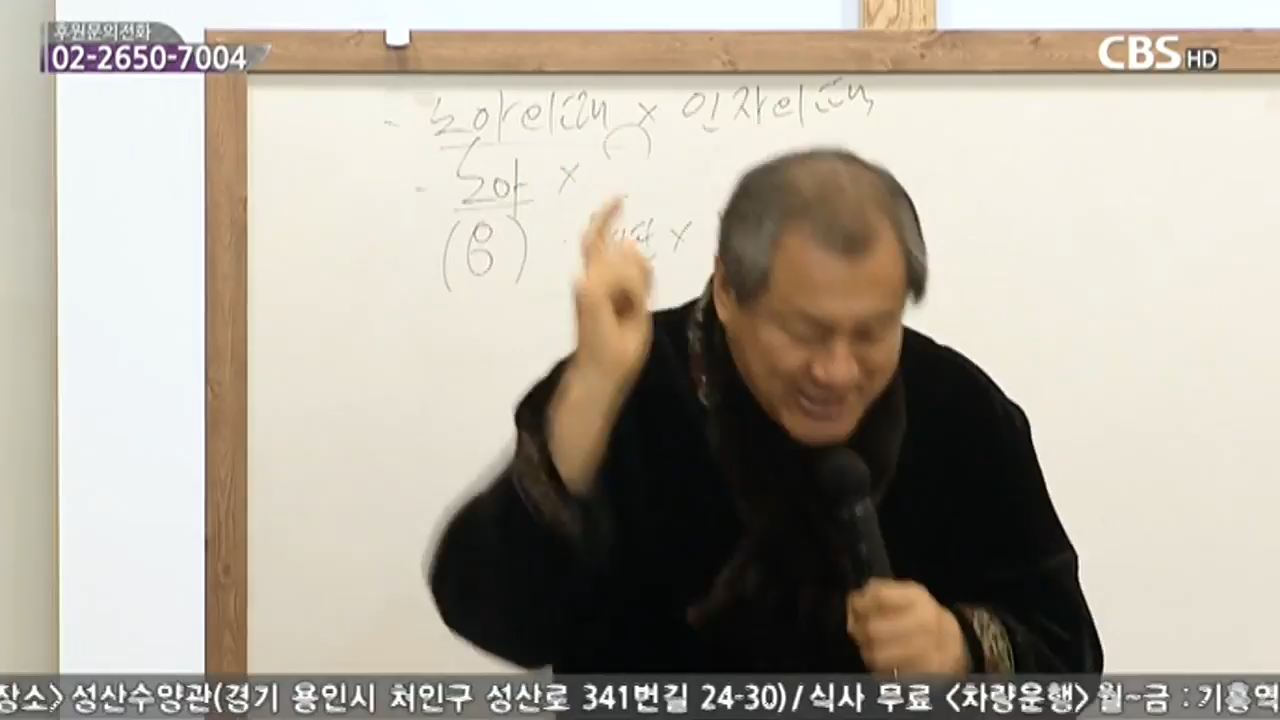 후원문의전화
02-2650-7004
CBS HD
- 노아의때 x 인자의때
- 노아 x
(8)
x
장소> 성산수양관(경기 용인시 처인구 성산로 341번길 24-30)/식사 무료 <차량운행> 월~금 : 기흥역